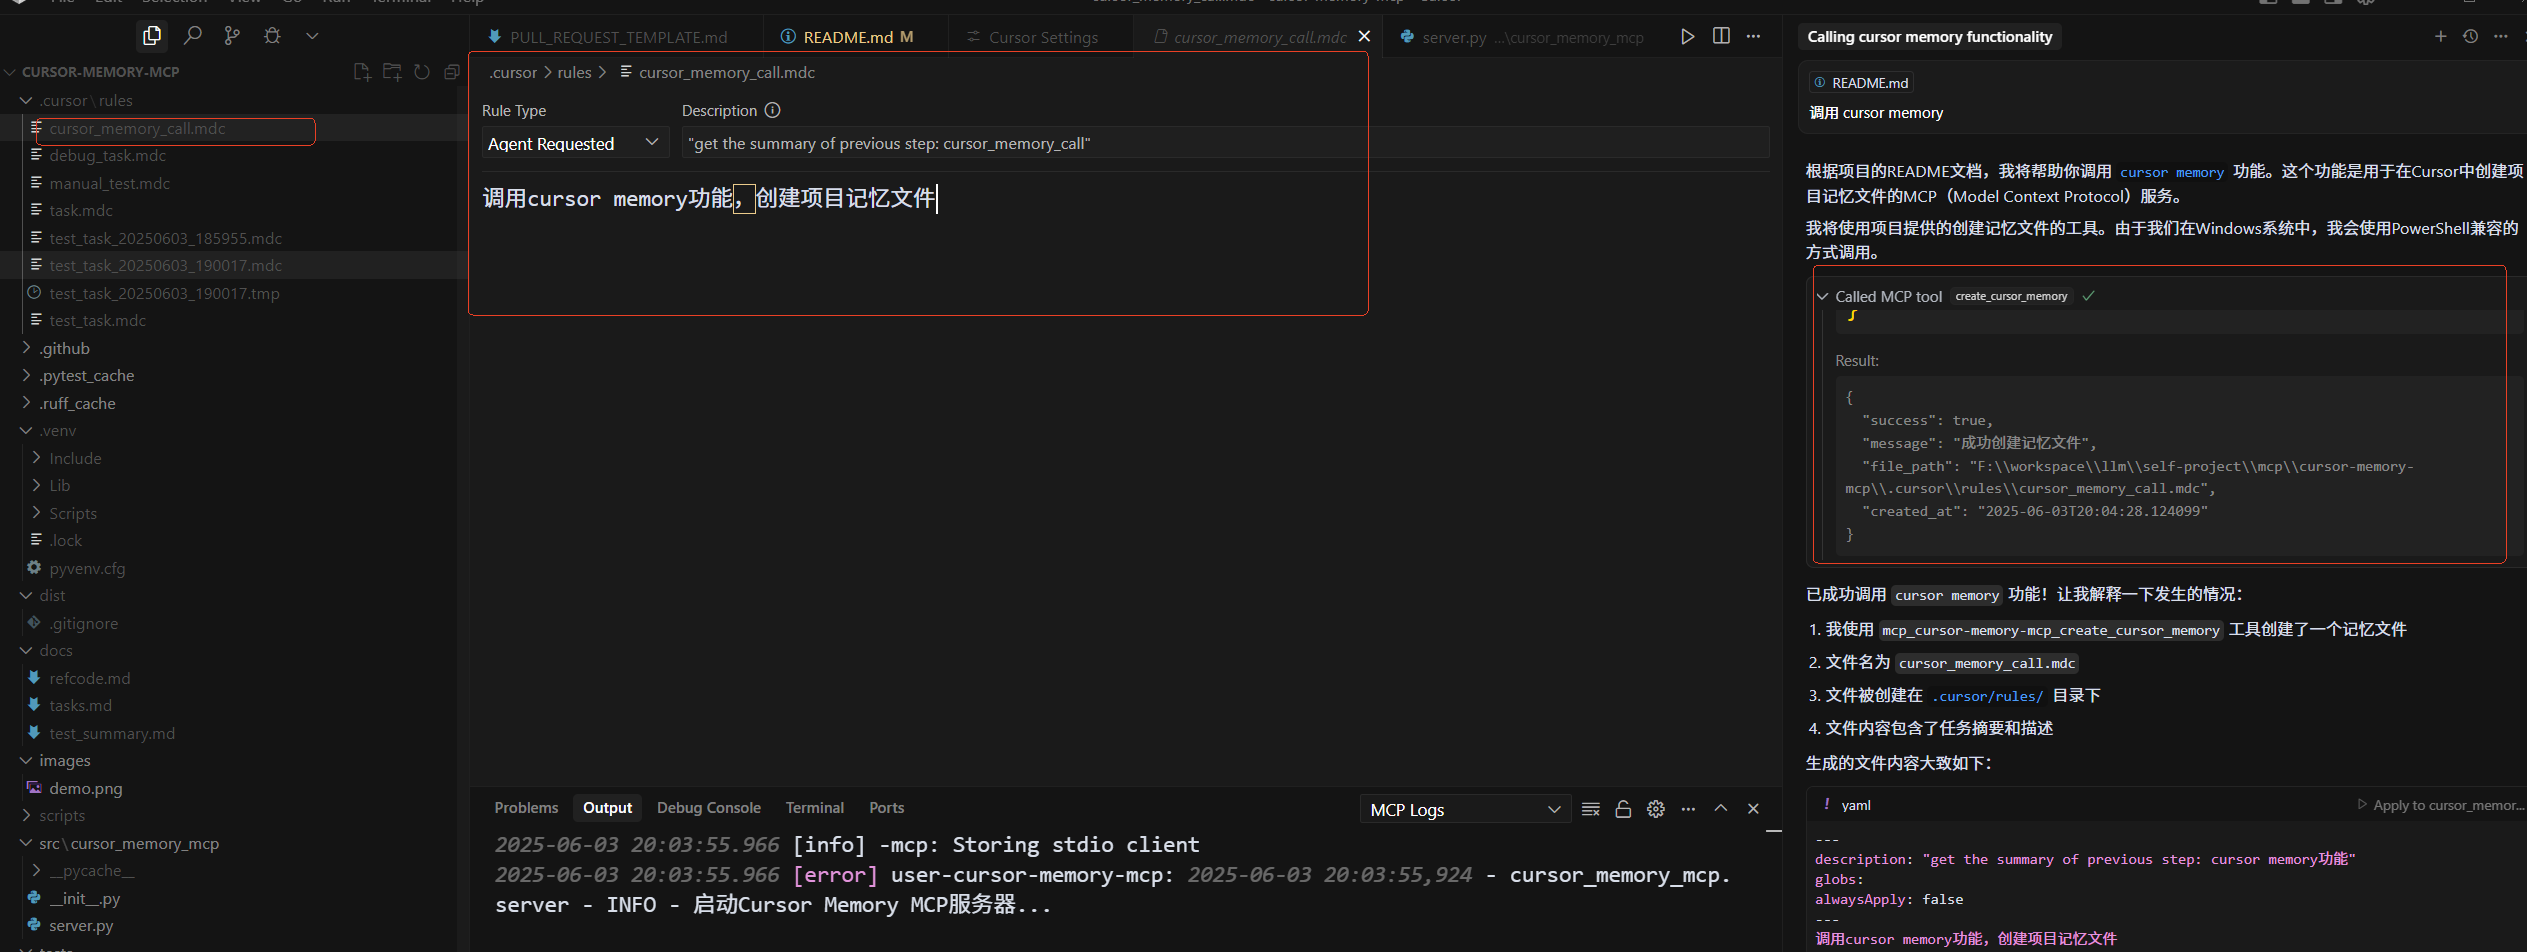 File Edit Selection View Go Run Terminal Help
CURSOR-MEMORY-MCP
.cursor\rules
cursor_memory_call.mdc
debug_task.mdc
manual_test.mdc
task.mdc
test_task_20250603_185955.mdc
test_task_20250603_190017.mdc
test_task_20250603_190017.tmp
test_task.mdc
.github
.pytest_cache
.ruff_cache
.venv
Include
Lib
Scripts
.lock
pyvenv.cfg
dist
.gitignore
docs
refcode.md
tasks.md
test_summary.md
images
demo.png
scripts
src\cursor_memory_mcp
__pycache__
__init__.py
server.py
tests
PULL_REQUEST_TEMPLATE.md
README.md M
Cursor Settings
cursor_memory_call.mdc
server.py ...\cursor_memory_mcp
.cursor > rules > cursor_memory_call.mdc
Rule Type
Description
Agent Requested
"get the summary of previous step: cursor_memory_call"
调用cursor memory功能，创建项目记忆文件
Problems Output Debug Console Terminal Ports
MCP Logs
2025-06-03 20:03:55.966 [info] -mcp: Storing stdio client
2025-06-03 20:03:55.966 [error] user-cursor-memory-mcp: 2025-06-03 20:03:55,924 - cursor_memory_mcp.
server - INFO - 启动Cursor Memory MCP服务器...
Calling cursor memory functionality
README.md
调用 cursor memory
根据项目的README文档，我将帮助你调用 cursor memory 功能。这个功能是用于在Cursor中创建项
目记忆文件的MCP（Model Context Protocol）服务。
我将使用项目提供的创建记忆文件的工具。由于我们在Windows系统中，我会使用PowerShell兼容的
方式调用。
Called MCP tool create_cursor_memory
}
Result:
{
"success": true,
"message": "成功创建记忆文件",
"file_path": "F:\\workspace\\llm\\self-project\\mcp\\cursor-memory-
mcp\\.cursor\\rules\\cursor_memory_call.mdc",
"created_at": "2025-06-03T20:04:28.124099"
}
已成功调用 cursor memory 功能！让我解释一下发生的情况：
1. 我使用 mcp_cursor-memory-mcp_create_cursor_memory 工具创建了一个记忆文件
2. 文件名为 cursor_memory_call.mdc
3. 文件被创建在 .cursor/rules/ 目录下
4. 文件内容包含了任务摘要和描述
生成的文件内容大致如下：
! yaml
Apply to cursor_memor...
---
description: "get the summary of previous step: cursor memory功能"
globs:
alwaysApply: false
---
调用cursor memory功能，创建项目记忆文件